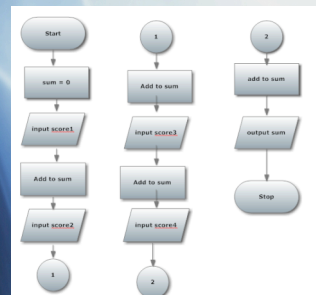 Start
sum = 0
input score1
Add to sum
input score2
1
1
Add to sum
input score3
Add to sum
input score4
2
2
add to sum
output sum
Stop